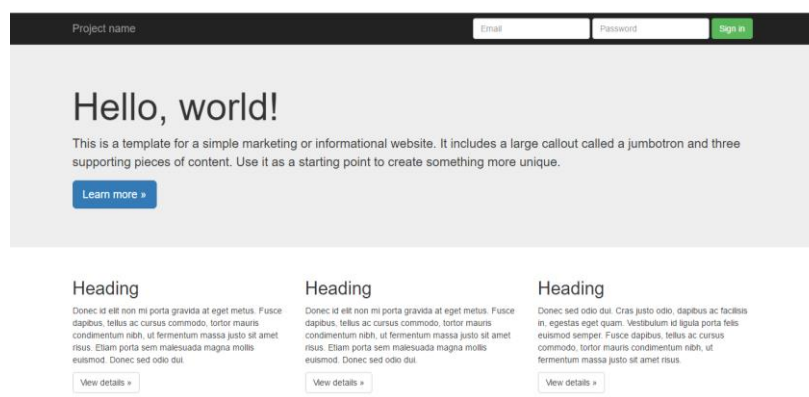 Project name
Email
Password
Sign in
Hello, world!
This is a template for a simple marketing or informational website. It includes a large callout called a jumbotron and three
supporting pieces of content. Use it as a starting point to create something more unique.
Learn more »
Heading
Donec id elit non mi porta gravida at eget metus. Fusce
dapibus, tellus ac cursus commodo, tortor mauris
condimentum nibh, ut fermentum massa justo sit amet
risus. Etiam porta sem malesuada magna mollis
euismod. Donec sed odio dui.
View details »
Heading
Donec id elit non mi porta gravida at eget metus. Fusce
dapibus, tellus ac cursus commodo, tortor mauris
condimentum nibh, ut fermentum massa justo sit amet
risus. Etiam porta sem malesuada magna mollis
euismod. Donec sed odio dui.
View details »
Heading
Donec sed odio dui. Cras justo odio, dapibus ac facilisis
in, egestas eget quam. Vestibulum id ligula porta felis
euismod semper. Fusce dapibus, tellus ac cursus
commodo, tortor mauris condimentum nibh, ut
fermentum massa justo sit amet risus.
View details »